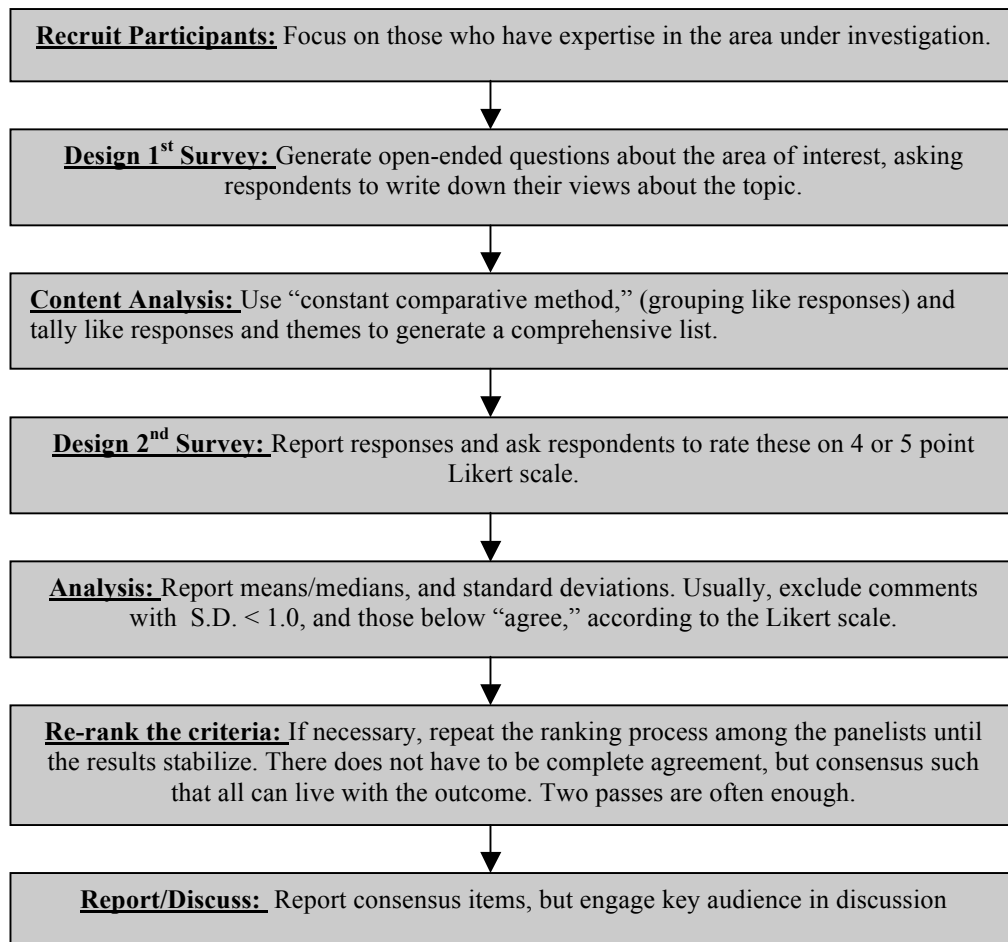 Recruit Participants: Focus on those who have expertise in the area under investigation.
Design 1st Survey: Generate open-ended questions about the area of interest, asking
respondents to write down their views about the topic.
Content Analysis: Use “constant comparative method,” (grouping like responses) and
tally like responses and themes to generate a comprehensive list.
Design 2nd Survey: Report responses and ask respondents to rate these on 4 or 5 point
Likert scale.
Analysis: Report means/medians, and standard deviations. Usually, exclude comments
with S.D. < 1.0, and those below “agree,” according to the Likert scale.
Re-rank the criteria: If necessary, repeat the ranking process among the panelists until
the results stabilize. There does not have to be complete agreement, but consensus such
that all can live with the outcome. Two passes are often enough.
Report/Discuss: Report consensus items, but engage key audience in discussion